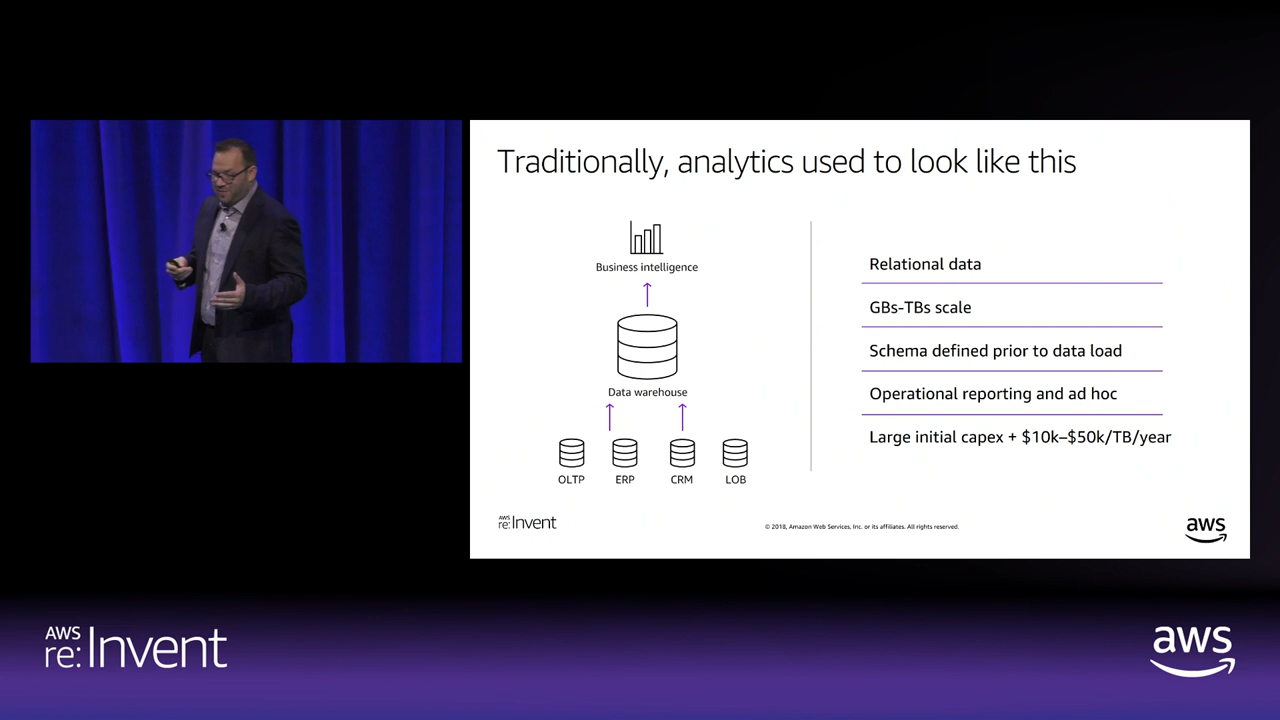 Traditionally, analytics used to look like this
Business intelligence
Data warehouse
OLTP
ERP
CRM
LOB
Relational data
GBs-TBs scale
Schema defined prior to data load
Operational reporting and ad hoc
Large initial capex + $10k–$50k/TB/year
AWS
re:Invent
© 2018, Amazon Web Services, Inc. or its affiliates. All rights reserved.
aws
AWS
re:Invent
aws